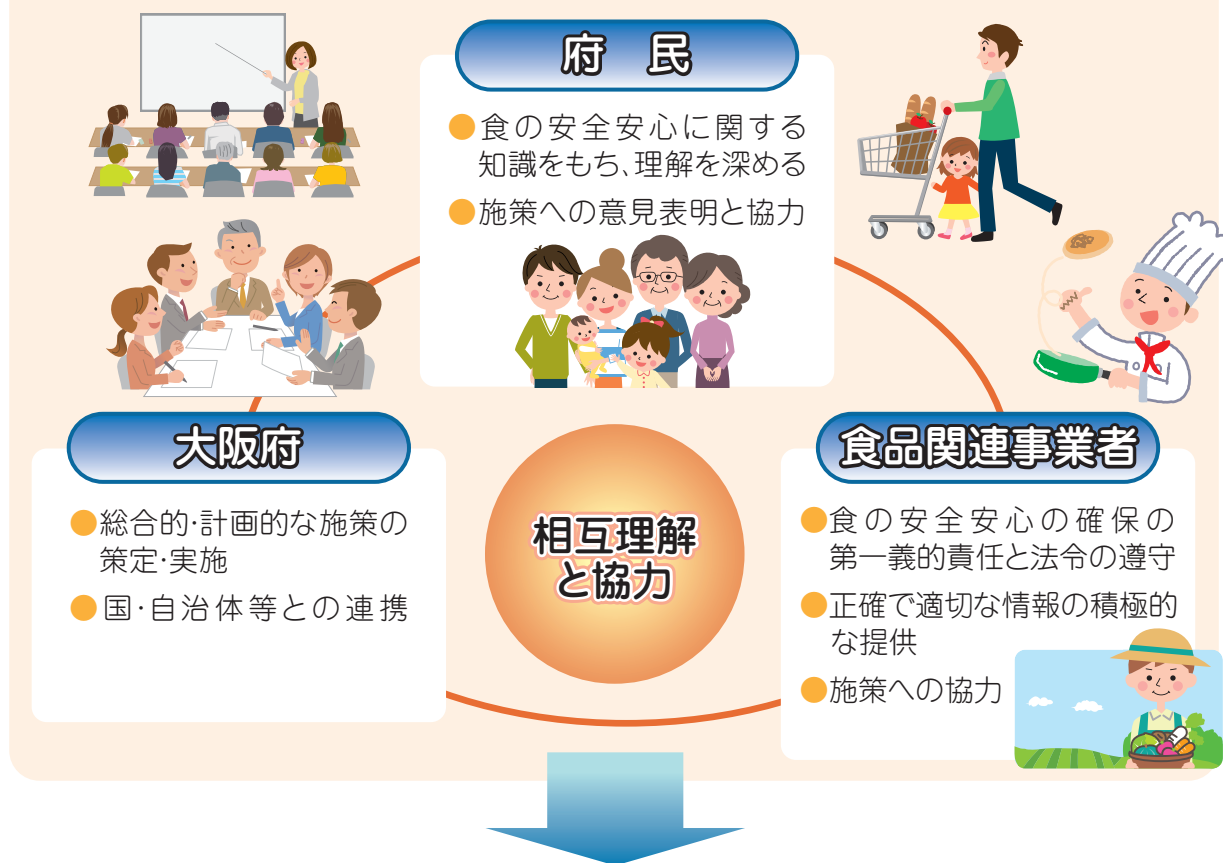 府　民
●食の安全安心に関する
知識をもち、理解を深める
●施策への意見表明と協力
大阪府
●総合的・計画的な施策の
策定・実施
●国・自治体等との連携
相互理解
と協力
食品関連事業者
●食の安全安心の確保の
第一義的責任と法令の遵守
●正確で適切な情報の積極的
な提供
●施策への協力